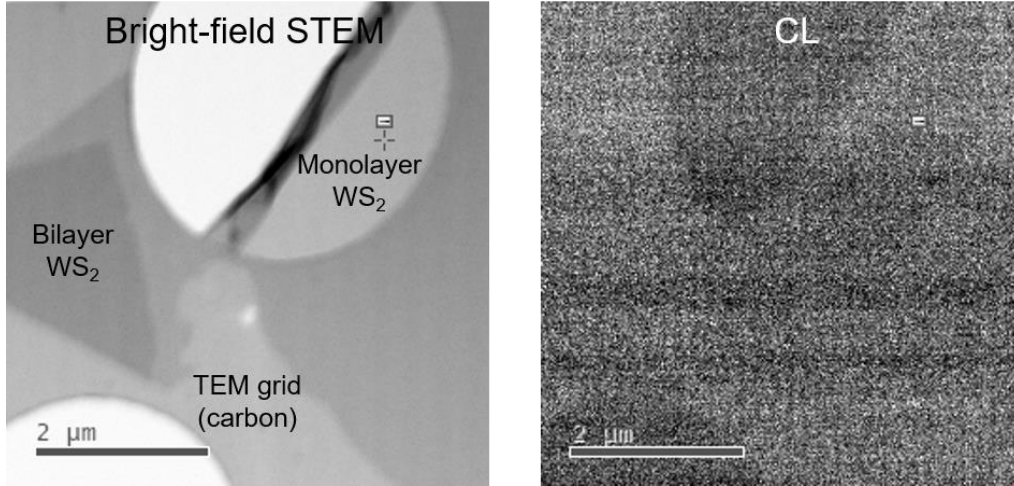 Bright-field STEM
CL
Monolayer
WS₂
Bilayer
WS₂
TEM grid
(carbon)
2 μm
2 μm